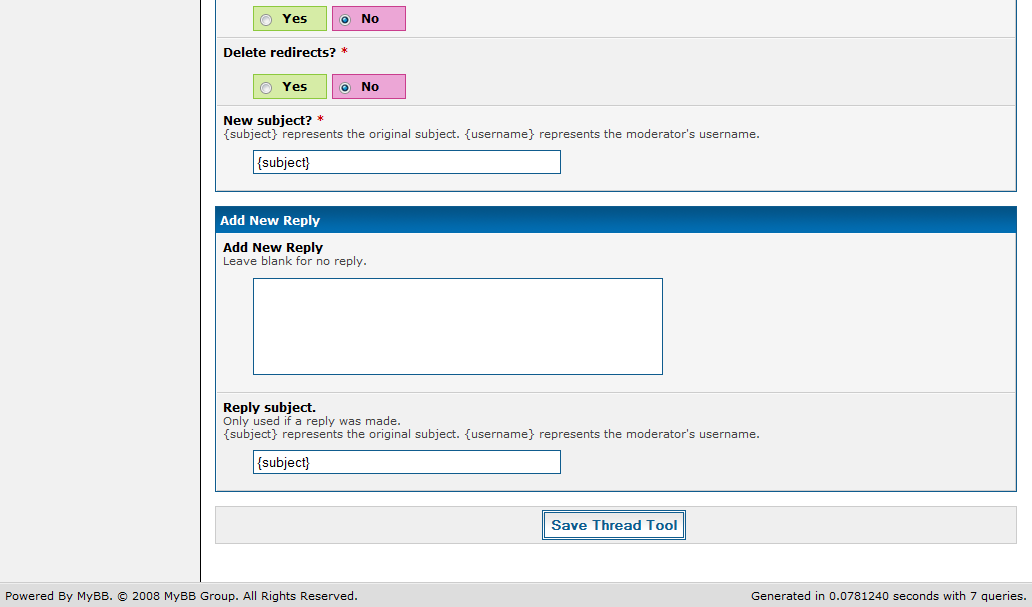 Yes No
Delete redirects? *
Yes No
New subject? *
{subject} represents the original subject. {username} represents the moderator's username.
{subject}
Add New Reply
Add New Reply
Leave blank for no reply.
Reply subject.
Only used if a reply was made.
{subject} represents the original subject. {username} represents the moderator's username.
{subject}
Save Thread Tool
Powered By MyBB. © 2008 MyBB Group. All Rights Reserved. Generated in 0.0781240 seconds with 7 queries.